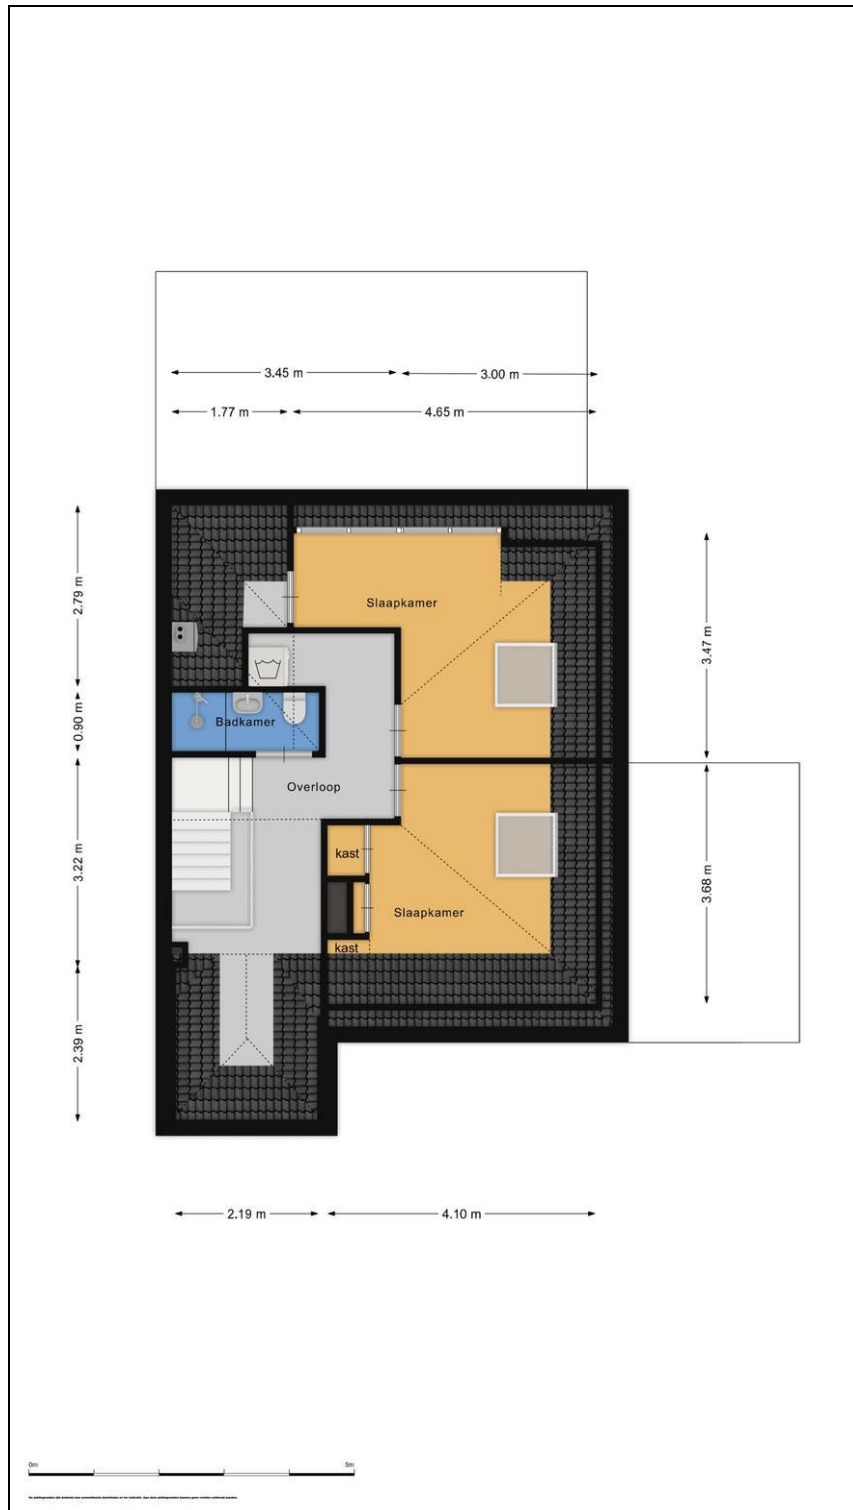 3.45 m
3.00 m
1.77 m
4.65 m
2.79 m
3.47 m
Slaapkamer
0.90 m
Badkamer
Overloop
3.22 m
kast
3.68 m
Slaapkamer
kast
2.39 m
2.19 m
4.10 m
0m
5m